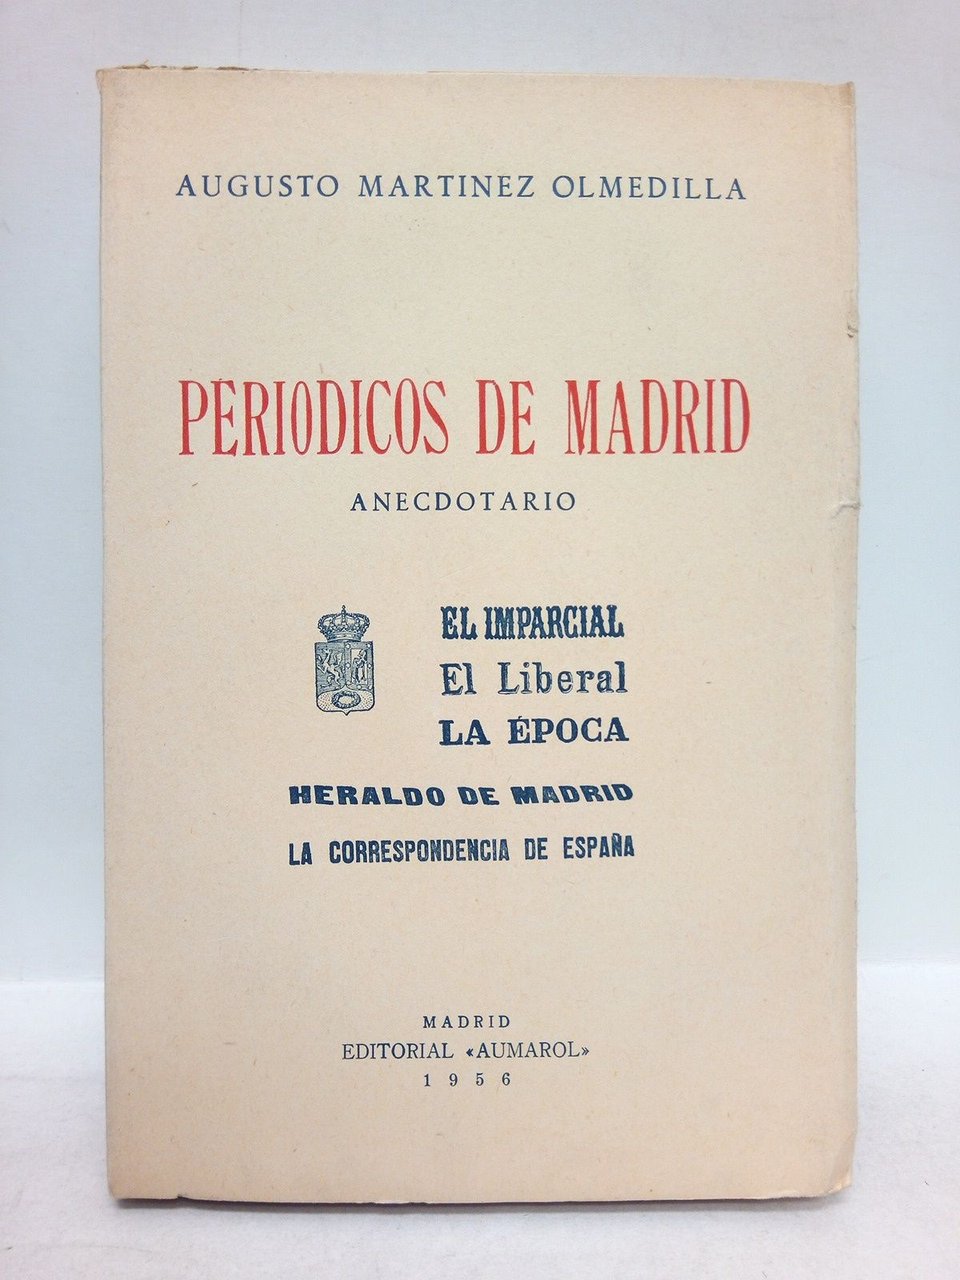 AUGUSTO MARTINEZ OLMEDILLA
PERIODICOS DE MADRID
ANECDOTARIO
EL IMPARCIAL
El Liberal
LA ÉPOCA
HERALDO DE MADRID
LA CORRESPONDENCIA DE ESPAÑA
MADRID
EDITORIAL «AUMAROL»
1956